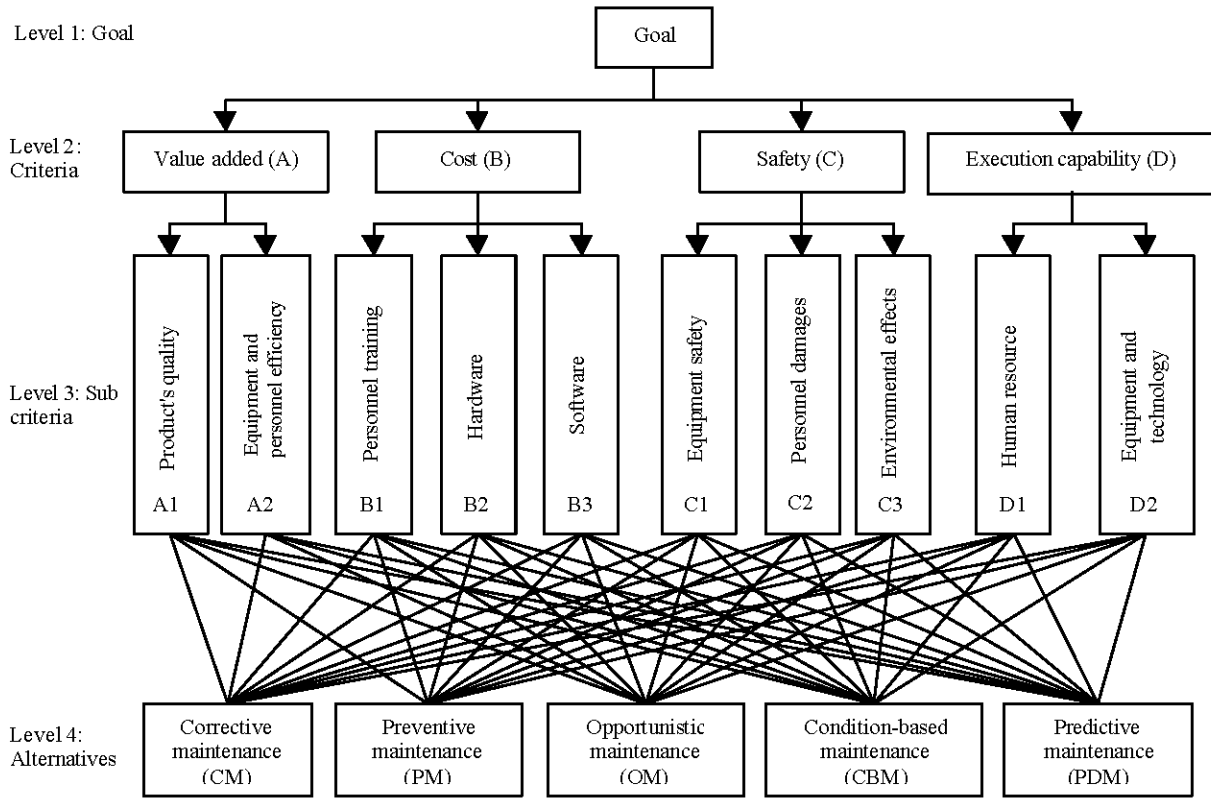 Level 1: Goal
Goal
Level 2:
Criteria
Value added (A)
Cost (B)
Safety (C)
Execution capability (D)
Level 3: Sub
criteria
Product's quality
A1
Equipment and
personnel efficiency
A2
Personnel training
B1
Hardware
B2
Software
B3
Equipment safety
C1
Personnel damages
C2
Environmental effects
C3
Human resource
D1
Equipment and
technology
D2
Level 4:
Alternatives
Corrective
maintenance
(CM)
Preventive
maintenance
(PM)
Opportunistic
maintenance
(OM)
Condition-based
maintenance
(CBM)
Predictive
maintenance
(PDM)